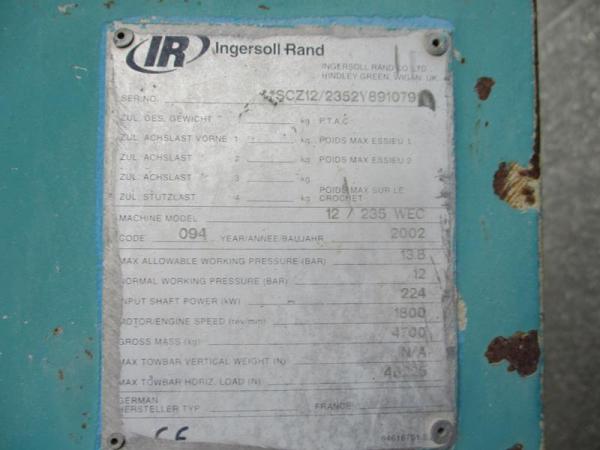 IR Ingersoll Rand
INGERSOLL RAND CO LTD
HINDLEY GREEN, WIGAN, UK.
SER.NO.
ZUL. GES. GEWICHT kg P.T.A.C.
ZUL. ACHSLAST VORNE 1 kg POIDS MAX ESSIEU 1
ZUL. ACHSLAST 2 kg POIDS MAX ESSIEU 2
ZUL. ACHSLAST 3 kg
ZUL. STUTZLAST 4 kg POIDS MAX SUR LE CROCHET
MACHINE MODEL 12 / 235 WEC
CODE 094 YEAR/ANNEE/BAUJAHR 2002
MAX ALLOWABLE WORKING PRESSURE (BAR) 13.8
NORMAL WORKING PRESSURE (BAR) 12
INPUT SHAFT POWER (kW) 224
MOTOR/ENGINE SPEED (rev/min) 1800
GROSS MASS (kg) 4700
MAX TOWBAR VERTICAL WEIGHT (N) N/A
MAX TOWBAR HORIZ. LOAD (N)
GERMAN
HERSTELLER TYP FRANCE
CE